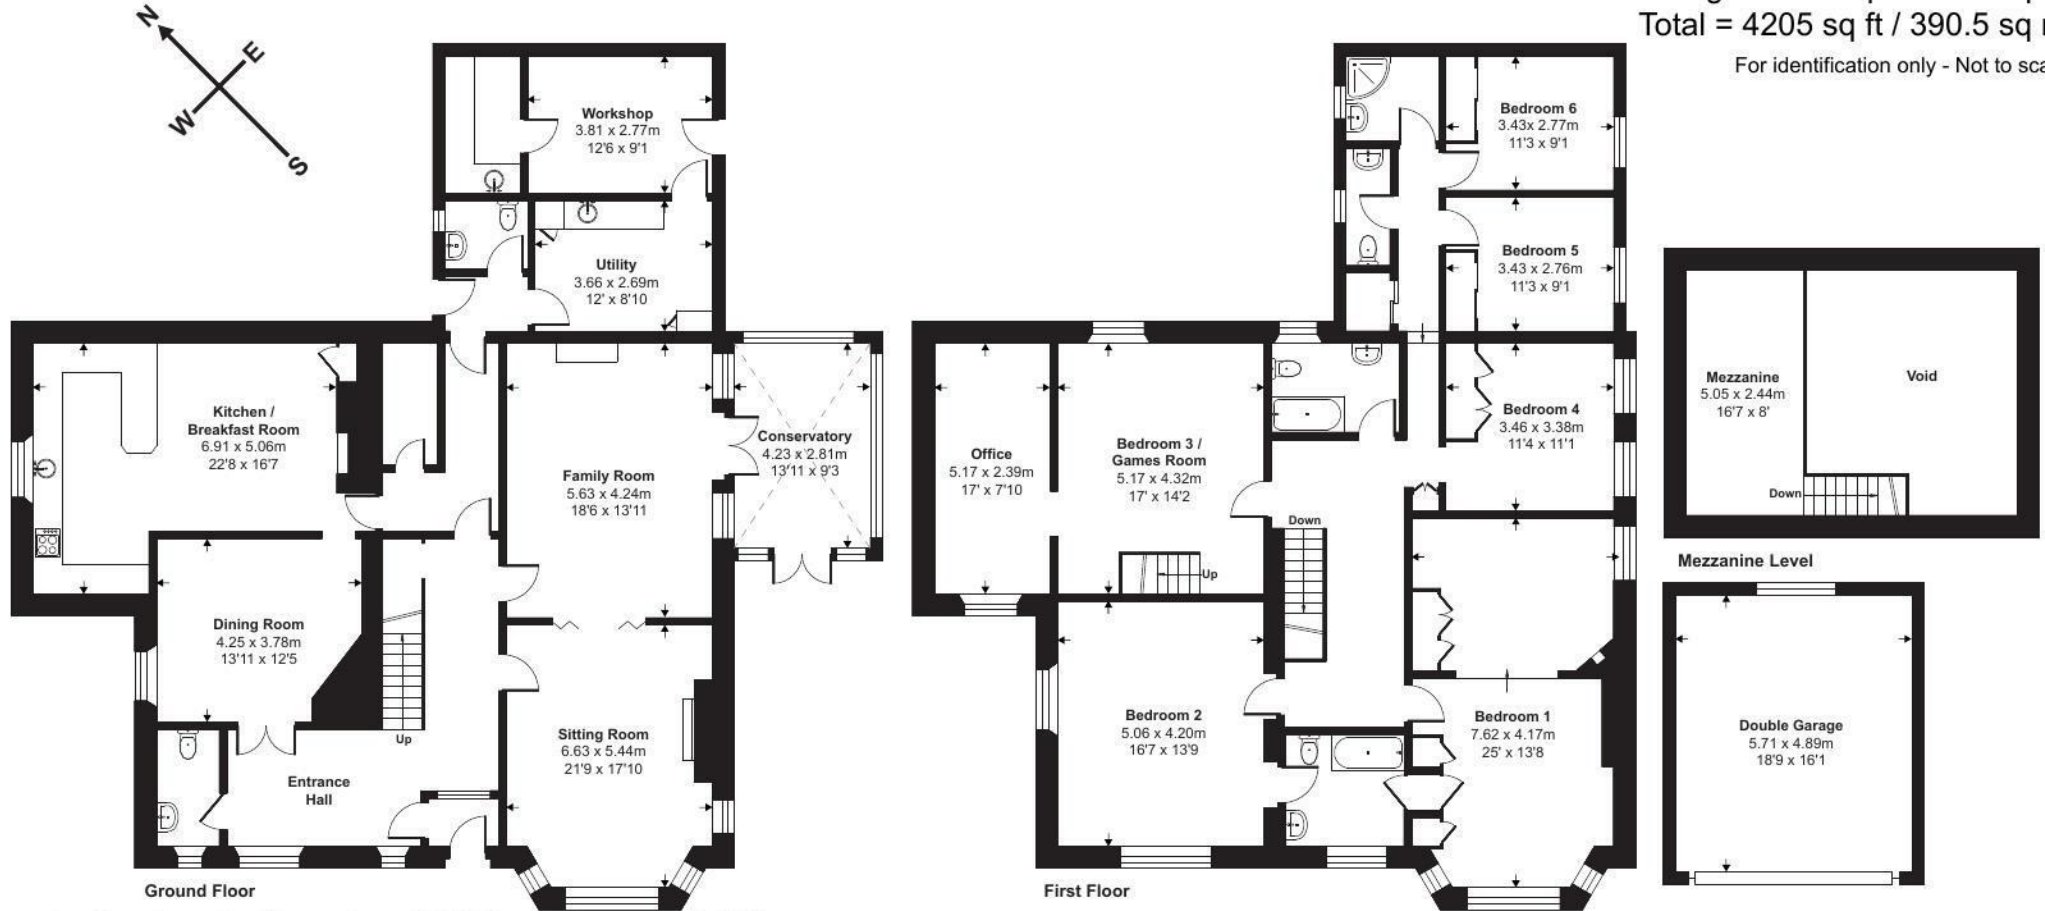 Total = 4205 sq ft / 390.5 sq
For identification only - Not to
N
E
W
S
Workshop
3.81 x 2.77m
12'6 x 9'1
Utility
3.66 x 2.69m
12' x 8'10
Kitchen /
Breakfast Room
6.91 x 5.06m
22'8 x 16'7
Family Room
5.63 x 4.24m
18'6 x 13'11
Conservatory
4.23 x 2.81m
13'11 x 9'3
Dining Room
4.25 x 3.78m
13'11 x 12'5
Up
Sitting Room
6.63 x 5.44m
21'9 x 17'10
Entrance
Hall
Ground Floor
Bedroom 6
3.43x 2.77m
11'3 x 9'1
Bedroom 5
3.43 x 2.76m
11'3 x 9'1
Bedroom 4
3.46 x 3.38m
11'4 x 11'1
Office
5.17 x 2.39m
17' x 7'10
Bedroom 3 /
Games Room
5.17 x 4.32m
17' x 14'2
Down
Up
Bedroom 2
5.06 x 4.20m
16'7 x 13'9
Bedroom 1
7.62 x 4.17m
25' x 13'8
First Floor
Mezzanine
5.05 x 2.44m
16'7 x 8'
Void
Down
Mezzanine Level
Double Garage
5.71 x 4.89m
18'9 x 16'1